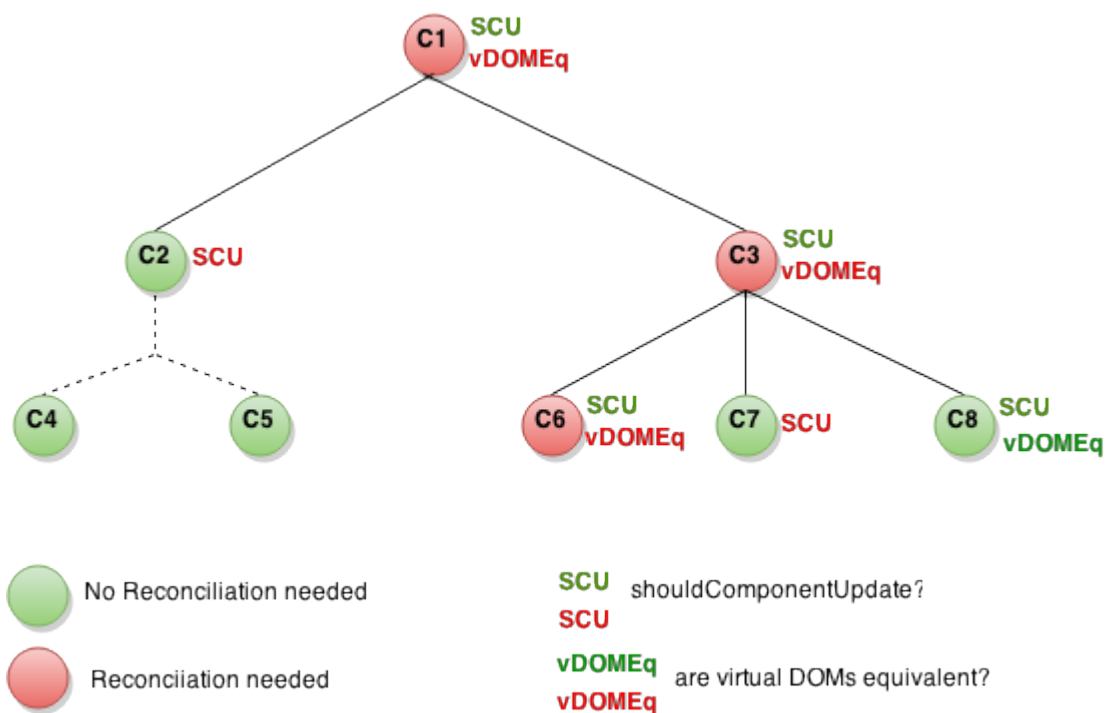 C1 SCU
vDOMEq
C2 SCU
C3 SCU
vDOMEq
C4
C5
C6 SCU
vDOMEq
C7 SCU
C8 SCU
vDOMEq
No Reconciliation needed
Reconciiation needed
SCU shouldComponentUpdate?
SCU
vDOMEq are virtual DOMs equivalent?
vDOMEq